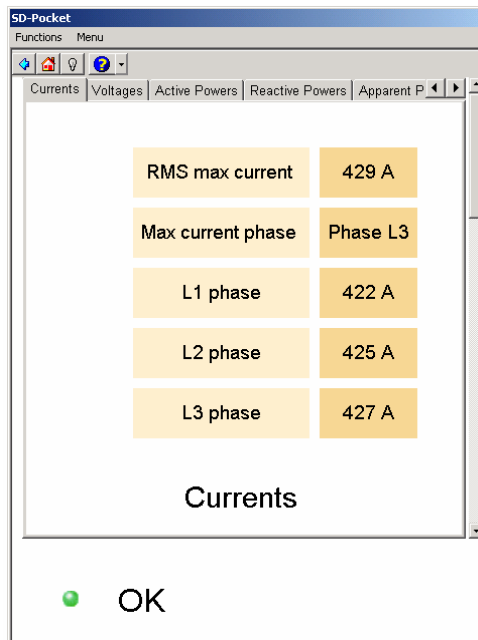 SD-Pocket
Functions Menu
Currents Voltages Active Powers Reactive Powers Apparent P
RMS max current 429 A
Max current phase Phase L3
L1 phase 422 A
L2 phase 425 A
L3 phase 427 A
Currents
OK